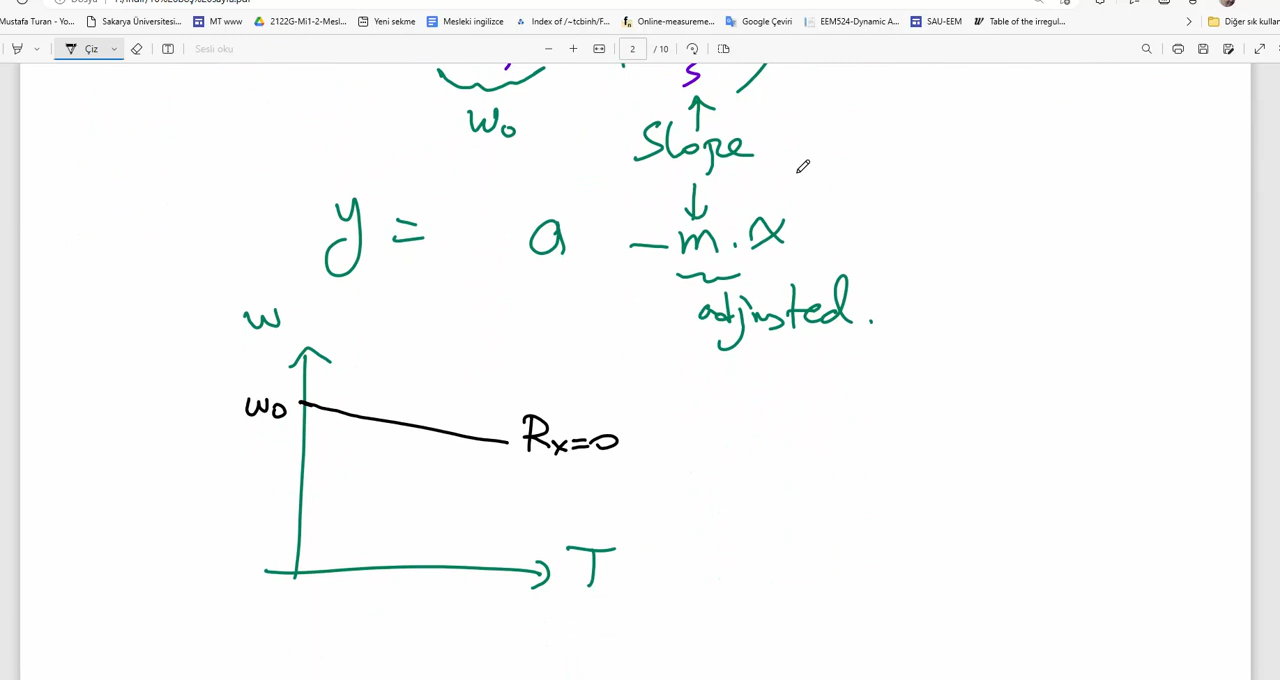 Mustafa Turan - You...
Sakarya Üniversitesi...
MT www
2122G-Mi1-2-Mesl...
Yeni sekme
Mesleki ingilizce
Index of /~tcbinh/F...
Online-measureme...
Google Çeviri
EEM524-Dynamic A...
SAU-EEM
Table of the irregul...
Diğer sık kullan
Çiz
Sesli oku
2 / 10
s
w₀
Slope
y = a - m . x
adjusted.
w
w₀
Rx=0
T